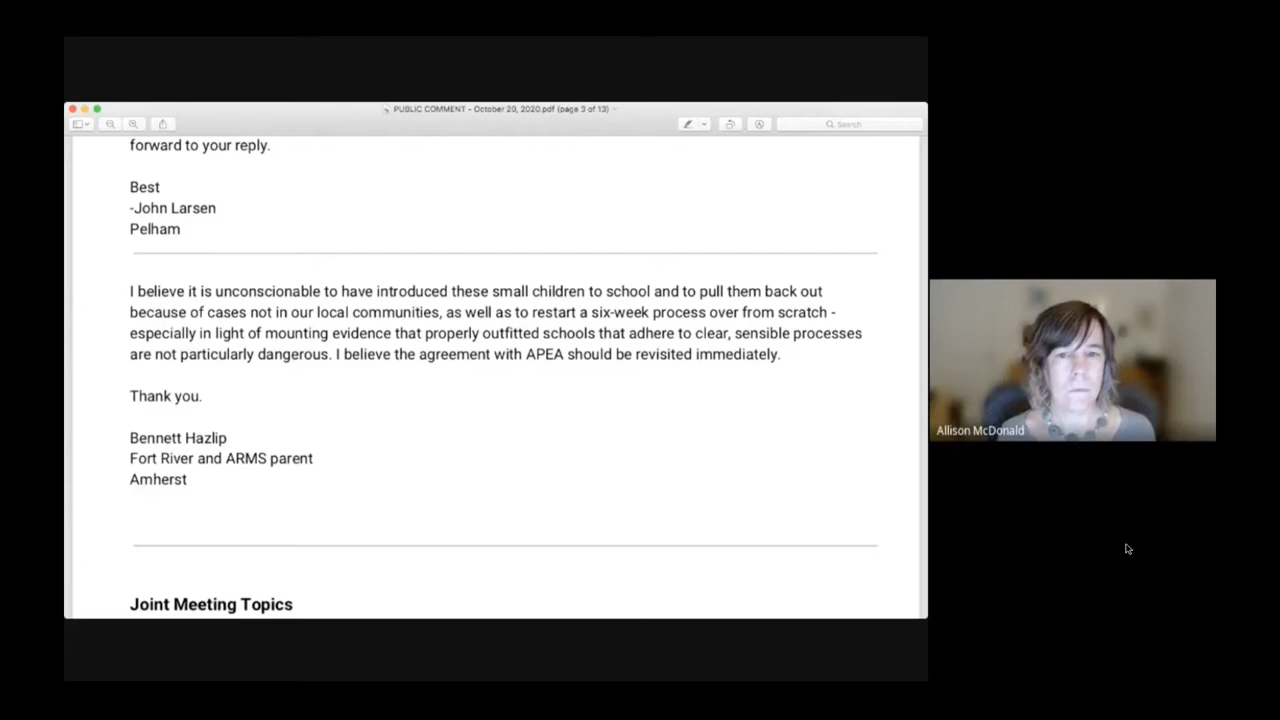 PUBLIC COMMENT - October 20, 2020.pdf (page 3 of 13)
Search
forward to your reply.
Best
-John Larsen
Pelham
I believe it is unconscionable to have introduced these small children to school and to pull them back out
because of cases not in our local communities, as well as to restart a six-week process over from scratch -
especially in light of mounting evidence that properly outfitted schools that adhere to clear, sensible processes
are not particularly dangerous. I believe the agreement with APEA should be revisited immediately.
Thank you.
Bennett Hazlip
Fort River and ARMS parent
Amherst
Joint Meeting Topics
Allison McDonald